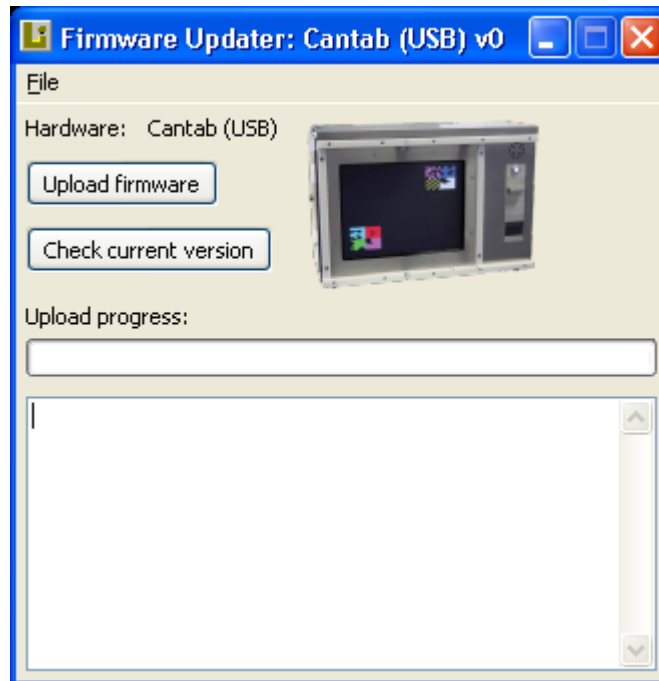 Firmware Updater: Cantab (USB) v0
File
Hardware: Cantab (USB)
Upload firmware
Check current version
Upload progress: